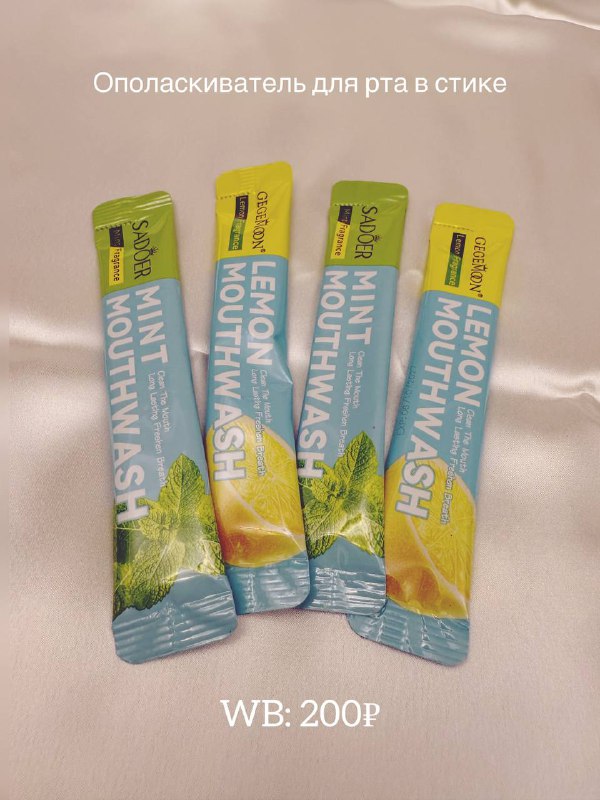 Ополаскиватель для рта в стике
SADOER
Mint Fragrance
MINT
MOUTHWASH
Clean The Mouth
Long Lasting Freshen Breath
GEGEMOON®
Lemon Fragrance
LEMON
MOUTHWASH
Clean The Mouth
Long Lasting Freshen Breath
SADOER
Mint Fragrance
MINT
MOUTHWASH
Clean The Mouth
Long Lasting Freshen Breath
GEGEMOON®
Lemon Fragrance
LEMON
MOUTHWASH
Clean The Mouth
Long Lasting Freshen Breath
WB: 200₽